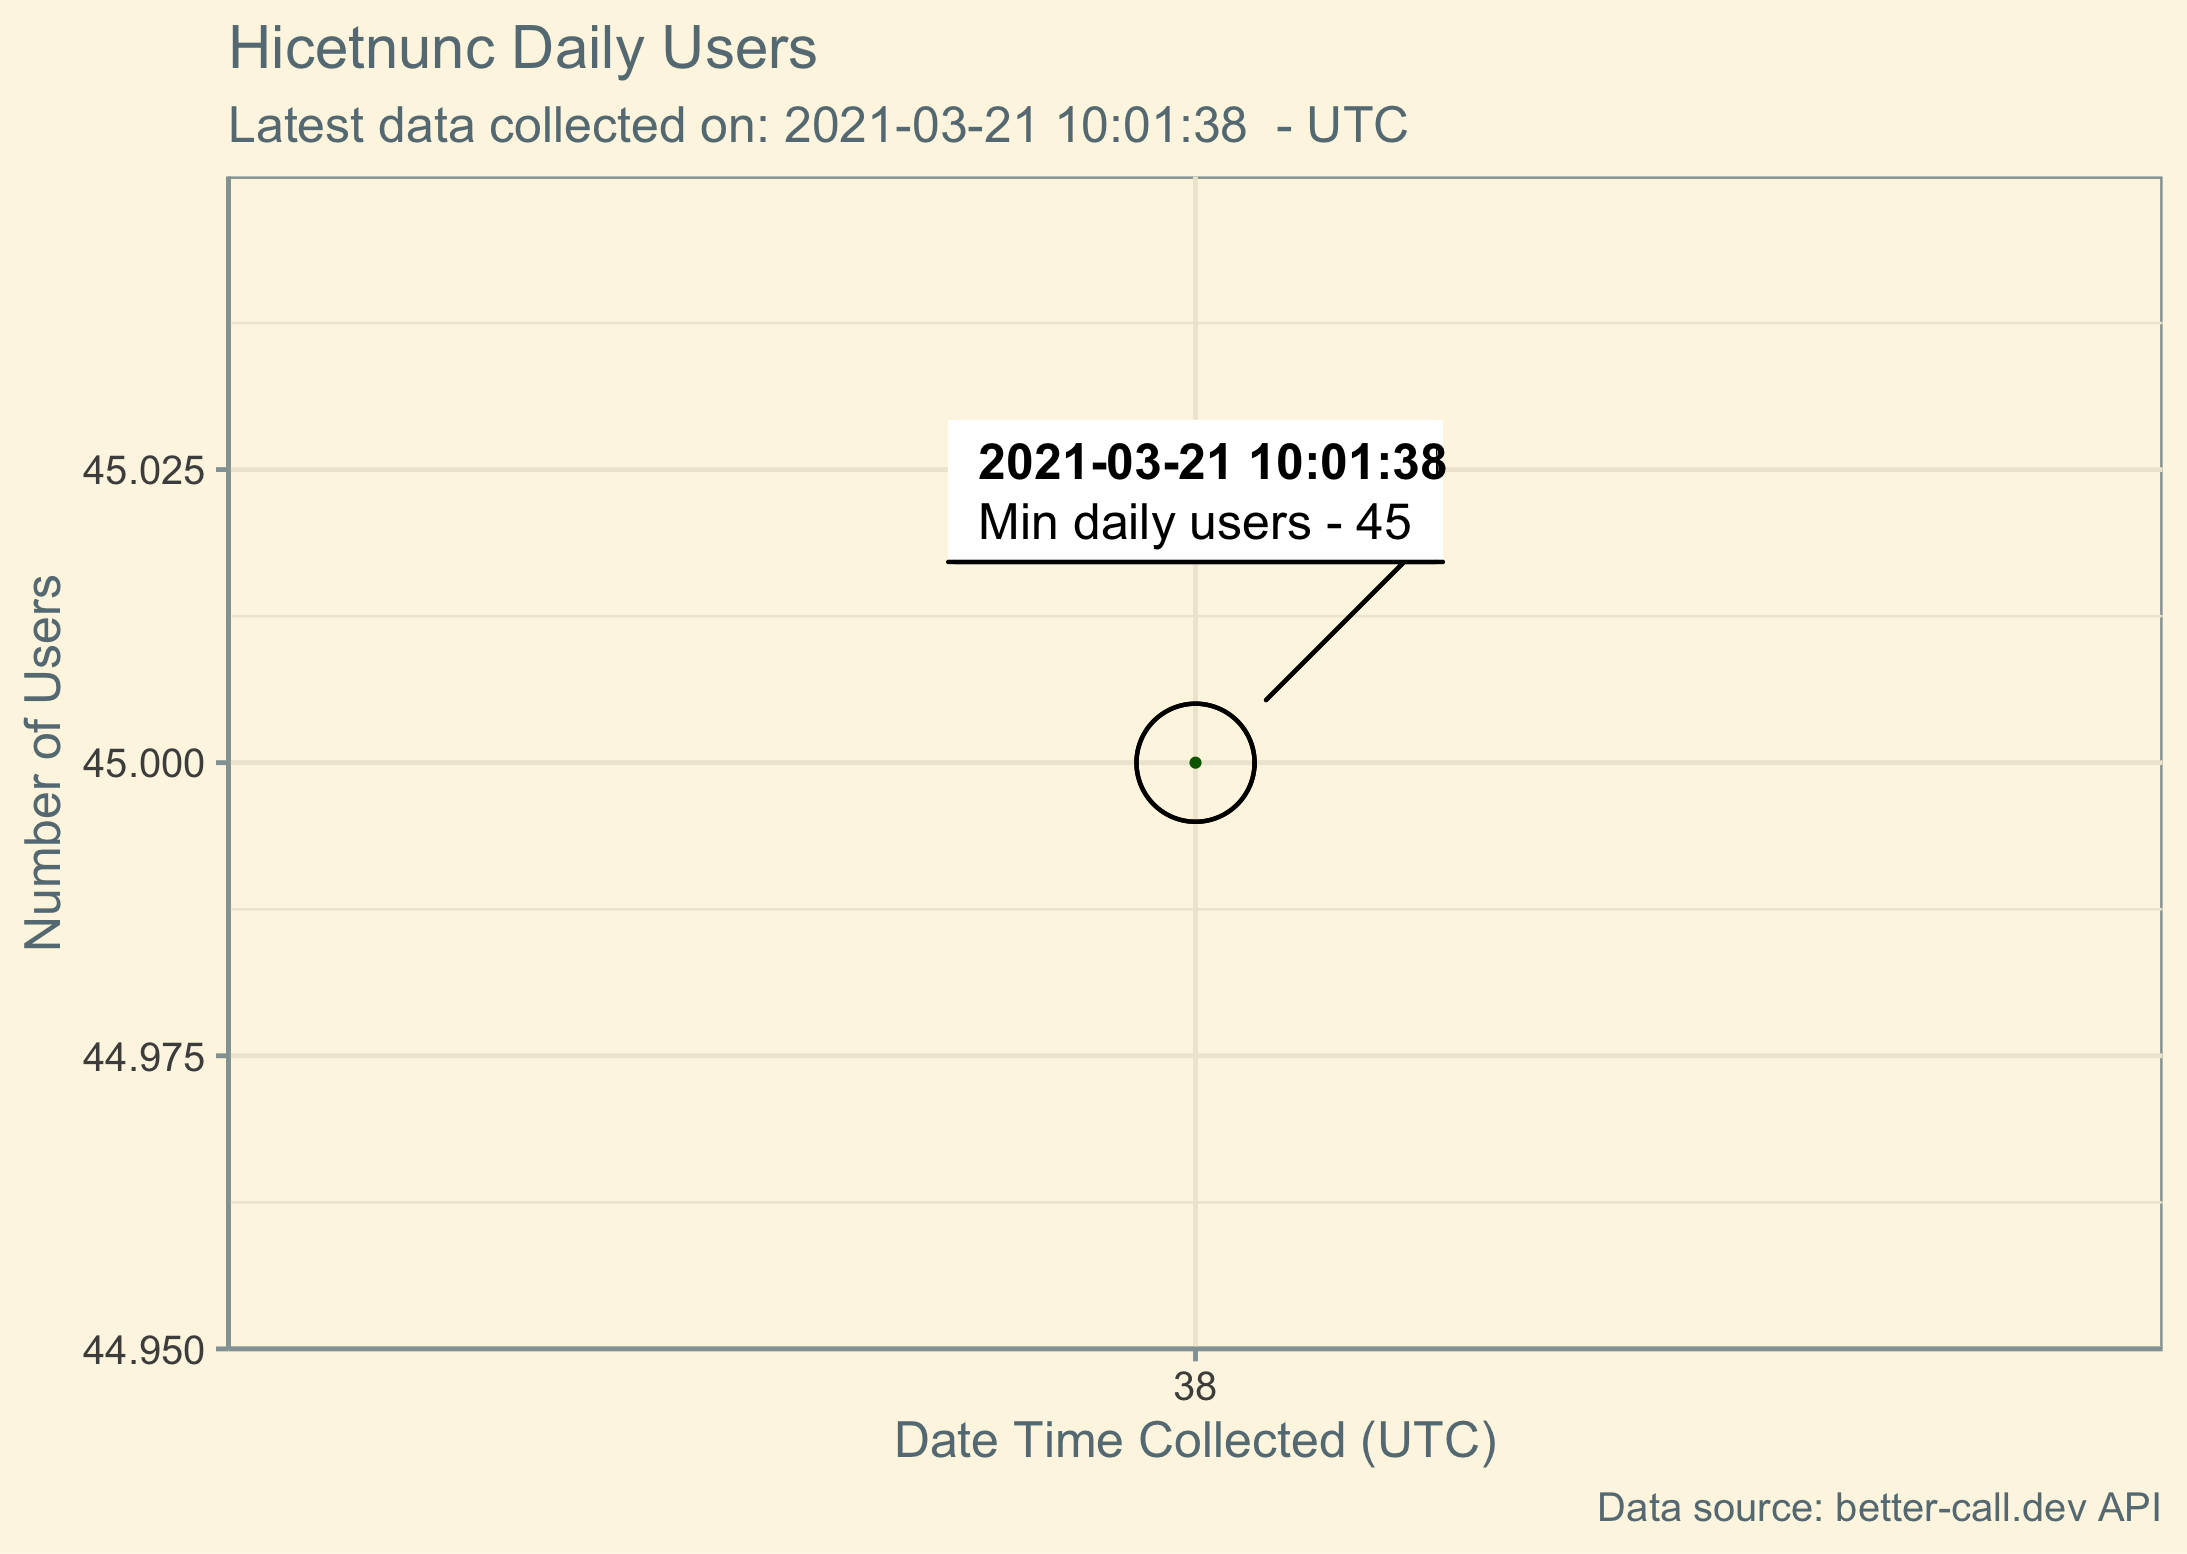 Hicetnunc Daily Users
Latest data collected on: 2021-03-21 10:01:38  - UTC
45.025
45.000
44.975
44.950
Number of Users
2021-03-21 10:01:38
Min daily users - 45
38
Date Time Collected (UTC)
Data source: better-call.dev API